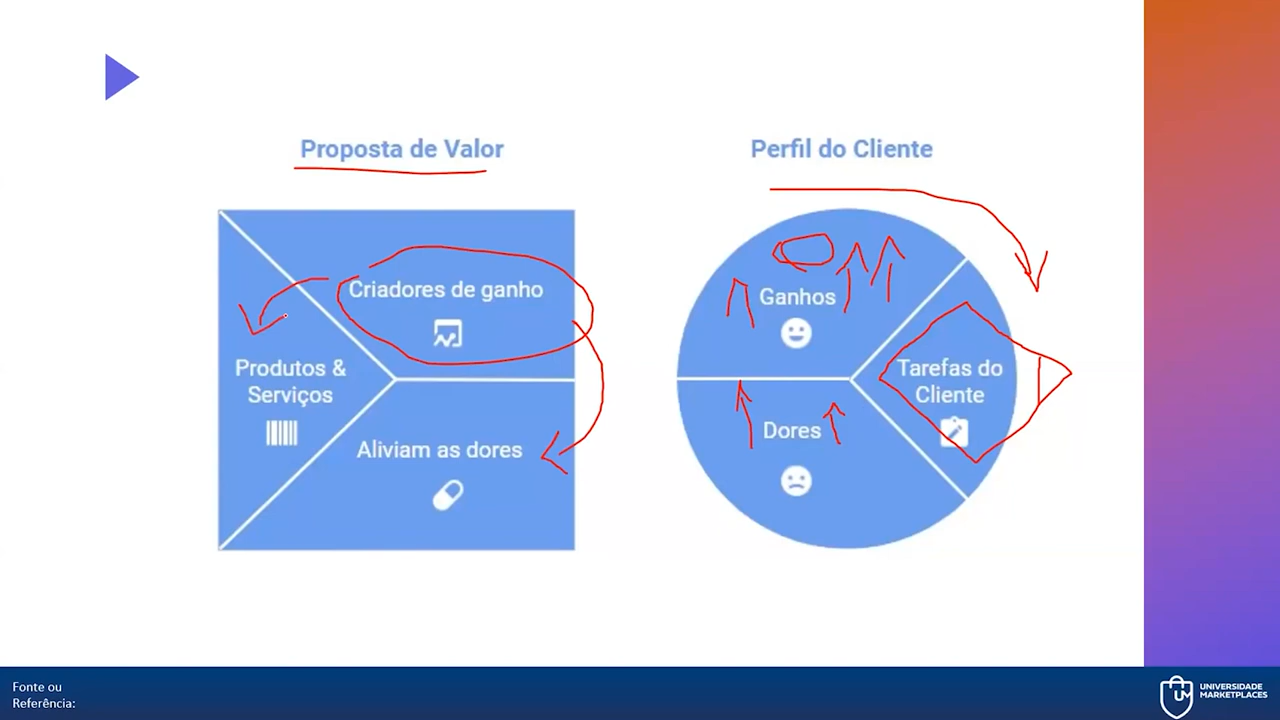 Proposta de Valor
Perfil do Cliente
Criadores de ganho
Produtos &
Serviços
Aliviam as dores
Ganhos
Tarefas do
Cliente
Dores
Fonte ou
Referência:
UM
UNIVERSIDADE
MARKETPLACES